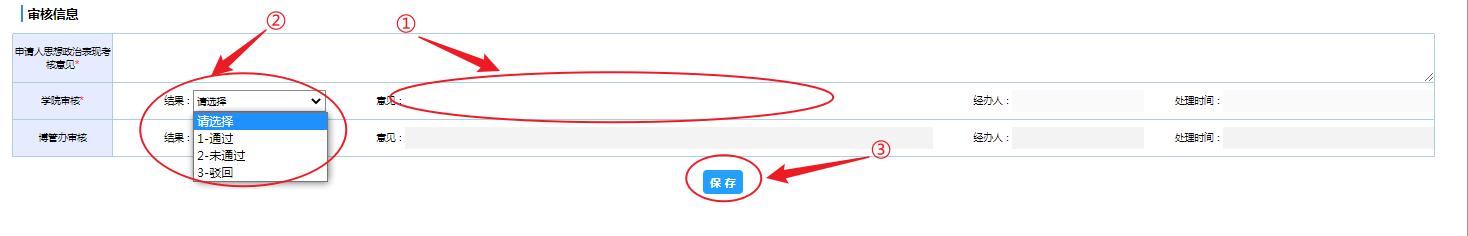 审核信息
②
①
申请人思想政治表现考
核意见*
学院审核*
结果：
请选择
意见：
经办人：
处理时间：
请选择
1-通过
2-未通过
3-驳回
博管办审核
结果：
意见：
经办人：
处理时间：
③
保 存